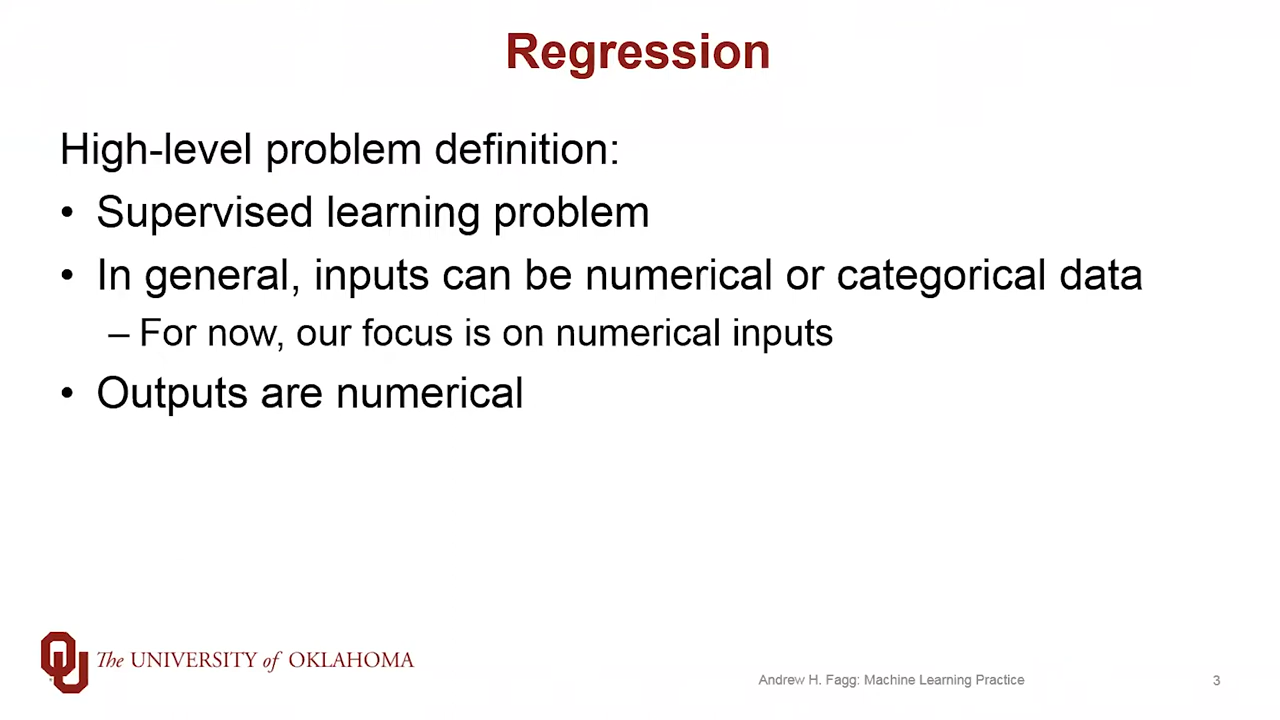 Regression
High-level problem definition:
• Supervised learning problem
• In general, inputs can be numerical or categorical data
– For now, our focus is on numerical inputs
• Outputs are numerical
The UNIVERSITY of OKLAHOMA
Andrew H. Fagg: Machine Learning Practice
3